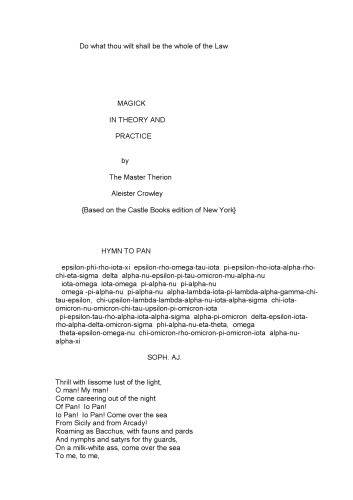 Do what thou wilt shall be the whole of the Law
MAGICK
IN THEORY AND
PRACTICE
by
The Master Therion
Aleister Crowley
{Based on the Castle Books edition of New York}
HYMN TO PAN
epsilon-phi-rho-iota-xi epsilon-rho-omega-tau-iota pi-epsilon-rho-iota-alpha-rho-
chi-eta-sigma delta alpha-nu-epsilon-pi-tau-omicron-mu-alpha-nu
iota-omega iota-omega pi-alpha-nu pi-alpha-nu
omega -pi-alpha-nu pi-alpha-nu alpha-lambda-iota-pi-lambda-alpha-gamma-chi-
tau-epsilon, chi-upsilon-lambda-lambda-alpha-nu-iota-alpha-sigma chi-iota-
omicron-nu-omicron-chi-tau-upsilon-pi-omicron-iota
pi-epsilon-tau-rho-alpha-iota-alpha-sigma alpha-pi-omicron delta-epsilon-iota-
rho-alpha-delta-omicron-sigma phi-alpha-nu-eta-theta, omega
theta-epsilon-omega-nu chi-omicron-rho-omicron-pi-omicron-iota alpha-nu-
alpha-xi
SOPH. AJ.
Thrill with lissome lust of the light,
O man! My man!
Come careering out of the night
Of Pan! Io Pan!
Io Pan! Io Pan! Come over the sea
From Sicily and from Arcady!
Roaming as Bacchus, with fauns and pards
And nymphs and satyrs for thy guards,
On a milk-white ass, come over the sea
To me, to me,